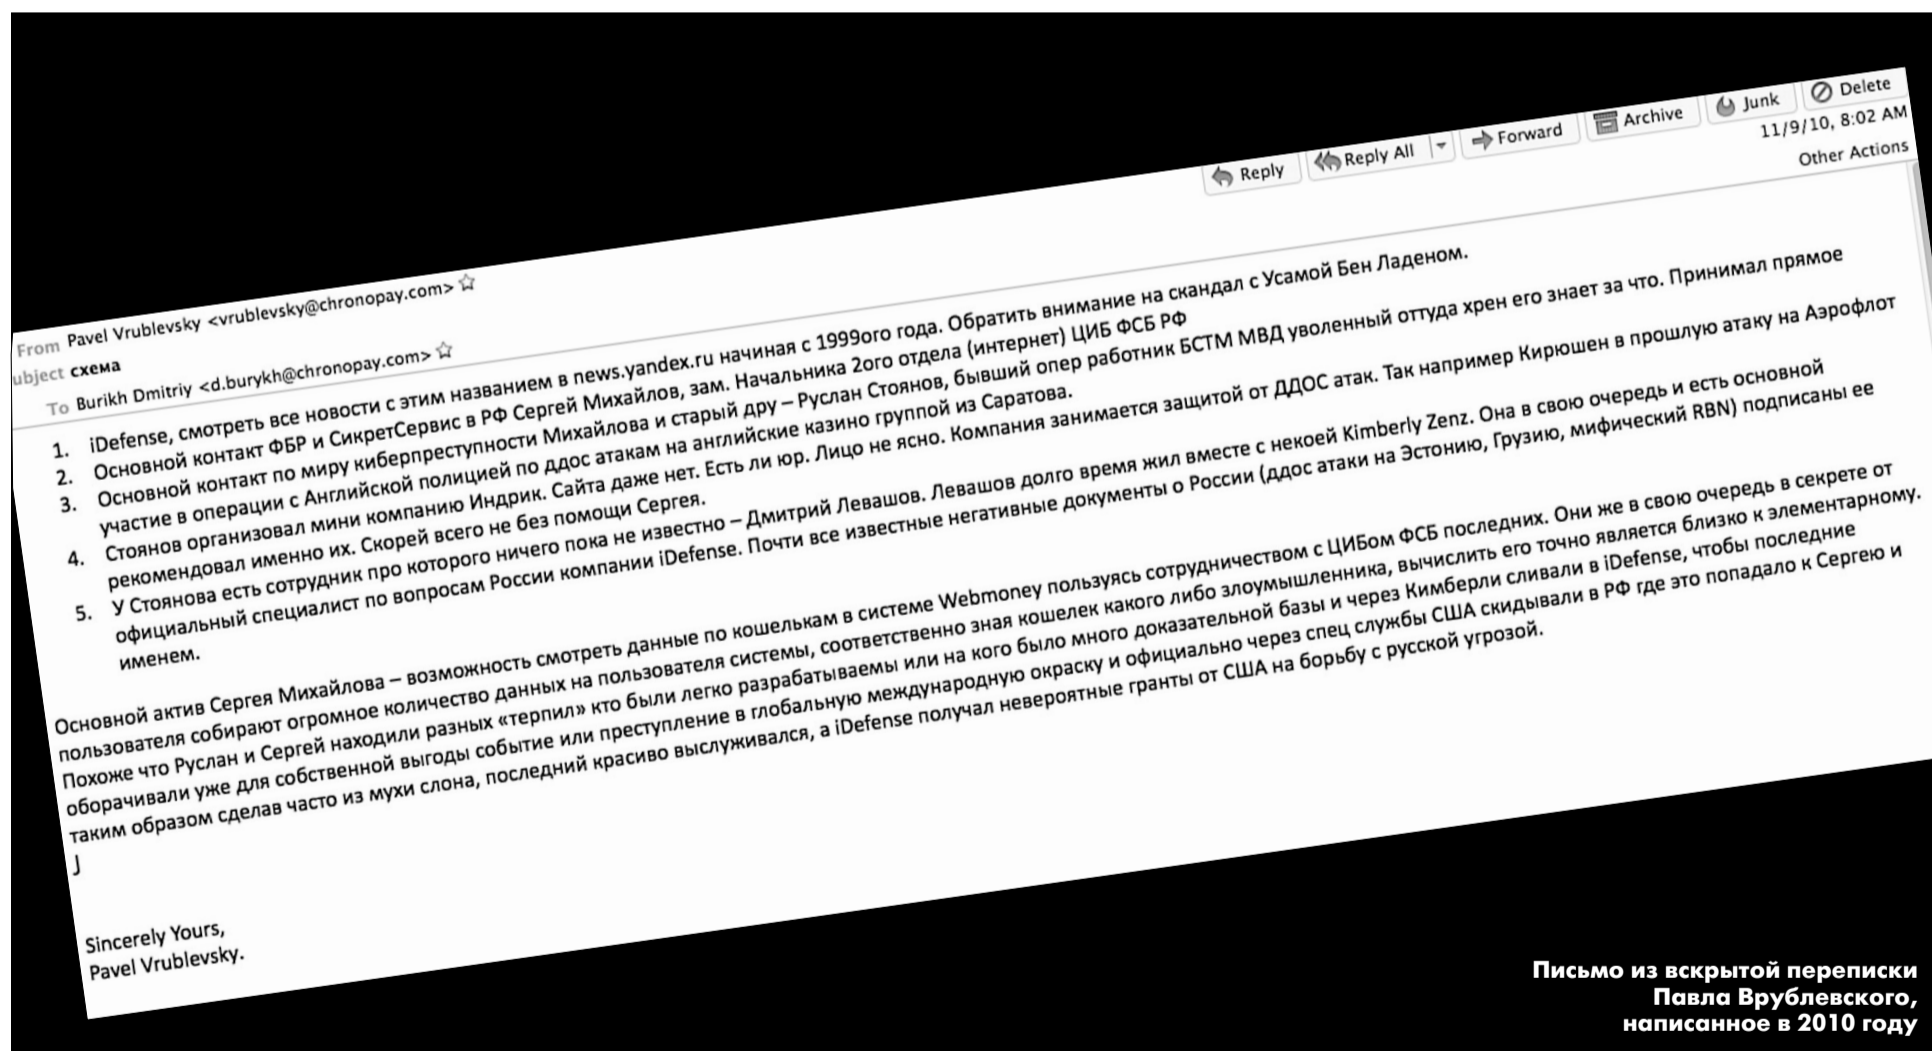 Reply
Reply All
Forward
Archive
Junk
Delete
11/9/10, 8:02 AM
Other Actions
From Pavel Vrublevsky <vrublevsky@chronopay.com>
ubject схема
To Burikh Dmitriy <d.burykh@chronopay.com>
1. iDefense, смотреть все новости с этим названием в news.yandex.ru начиная с 1999ого года. Обратить внимание на скандал с Усамой Бен Ладеном.
2. Основной контакт ФБР и СикретСервис в РФ Сергей Михайлов, зам. Начальника 2ого отдела (интернет) ЦИБ ФСБ РФ
3. Основной контакт по миру киберпреступности Михайлова и старый дру – Руслан Стоянов, бывший опер работник БСТМ МВД уволенный оттуда хрен его знает за что. Принимал прямое
участие в операции с Английской полицией по ддос атакам на английские казино группой из Саратова.
4. Стоянов организовал мини компанию Индрик. Сайта даже нет. Есть ли юр. Лицо не ясно. Компания занимается защитой от ДДОС атак. Так например Кирюшен в прошлую атаку на Аэрофлот
рекомендовал именно их. Скорей всего не без помощи Сергея.
5. У Стоянова есть сотрудник про которого ничего пока не известно – Дмитрий Левашов. Левашов долго время жил вместе с некоей Kimberly Zenz. Она в свою очередь и есть основной
официальный специалист по вопросам России компании iDefense. Почти все известные негативные документы о России (ддос атаки на Эстонию, Грузию, мифический RBN) подписаны ее
именем.
Основной актив Сергея Михайлова – возможность смотреть данные по кошелькам в системе Webmoney пользуясь сотрудничеством с ЦИБом ФСБ последних. Они же в свою очередь в секрете от
пользователя собирают огромное количество данных на пользователя системы, соответственно зная кошелек какого либо злоумышленника, вычислить его точно является близко к элементарному.
Похоже что Руслан и Сергей находили разных «терпил» кто были легко разрабатываемы или на кого было много доказательной базы и через Кимберли сливали в iDefense, чтобы последние
оборачивали уже для собственной выгоды событие или преступление в глобальную международную окраску и официально через спец службы США скидывали в РФ где это попадало к Сергею и
таким образом сделав часто из мухи слона, последний красиво выслуживался, а iDefense получал невероятные гранты от США на борьбу с русской угрозой.
J
Sincerely Yours,
Pavel Vrublevsky.
Письмо из вскрытой переписки
Павла Врублевского,
написанное в 2010 году